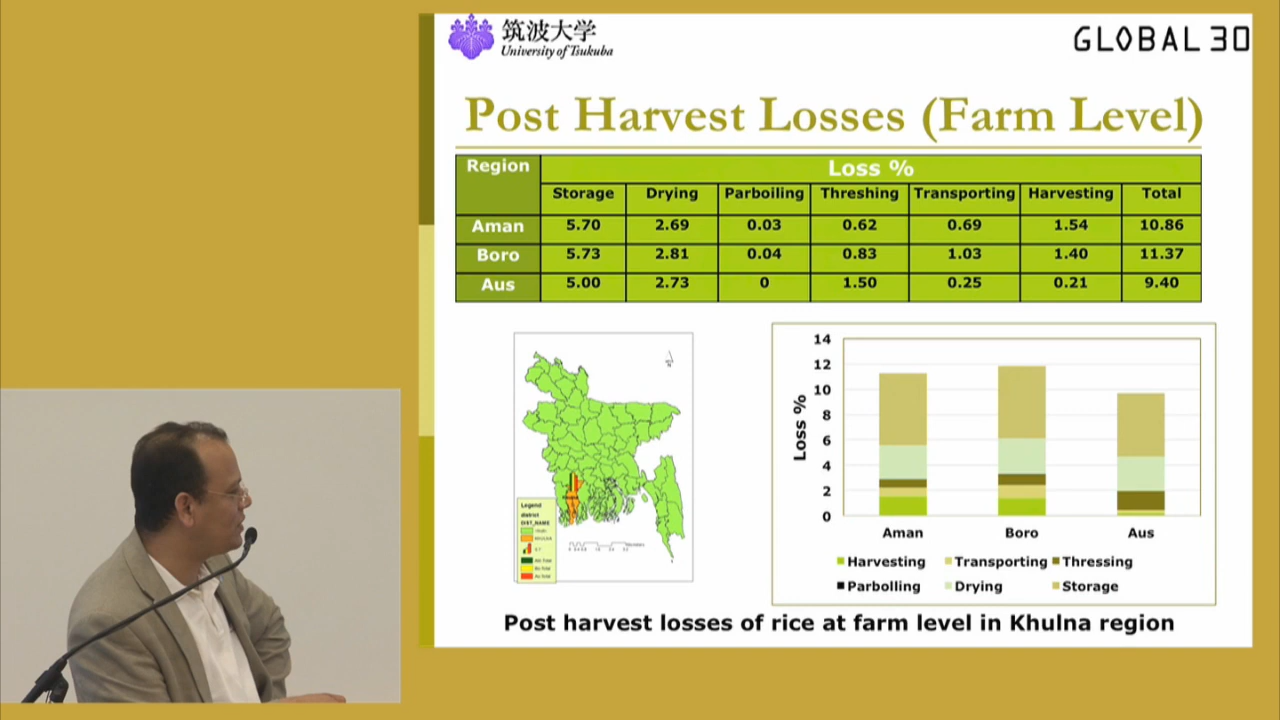 筑波大学
University of Tsukuba
GLOBAL 30
Post Harvest Losses (Farm Level)
Region Loss %
Storage Drying Parboiling Threshing Transporting Harvesting Total
Aman 5.70 2.69 0.03 0.62 0.69 1.54 10.86
Boro 5.73 2.81 0.04 0.83 1.03 1.40 11.37
Aus 5.00 2.73 0 1.50 0.25 0.21 9.40
Legend
district
DIST_NAME
14
12
10
8
6
4
2
0
Loss %
Aman Boro Aus
Harvesting Transporting Thressing
Parbolling Drying Storage
Post harvest losses of rice at farm level in Khulna region